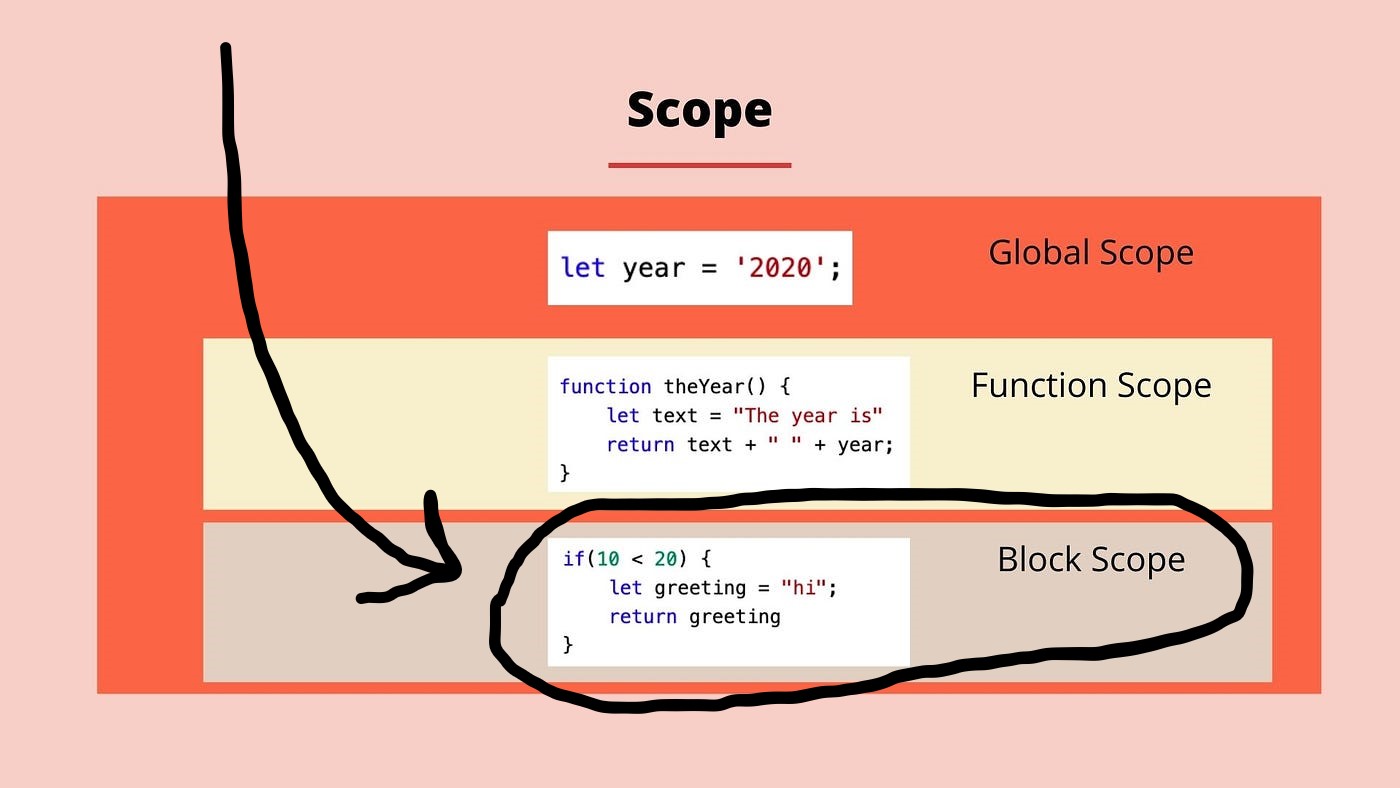 Scope
let year = '2020';
Global Scope
function theYear() {
    let text = "The year is"
    return text + " " + year;
}
Function Scope
if(10 < 20) {
    let greeting = "hi";
    return greeting
}
Block Scope